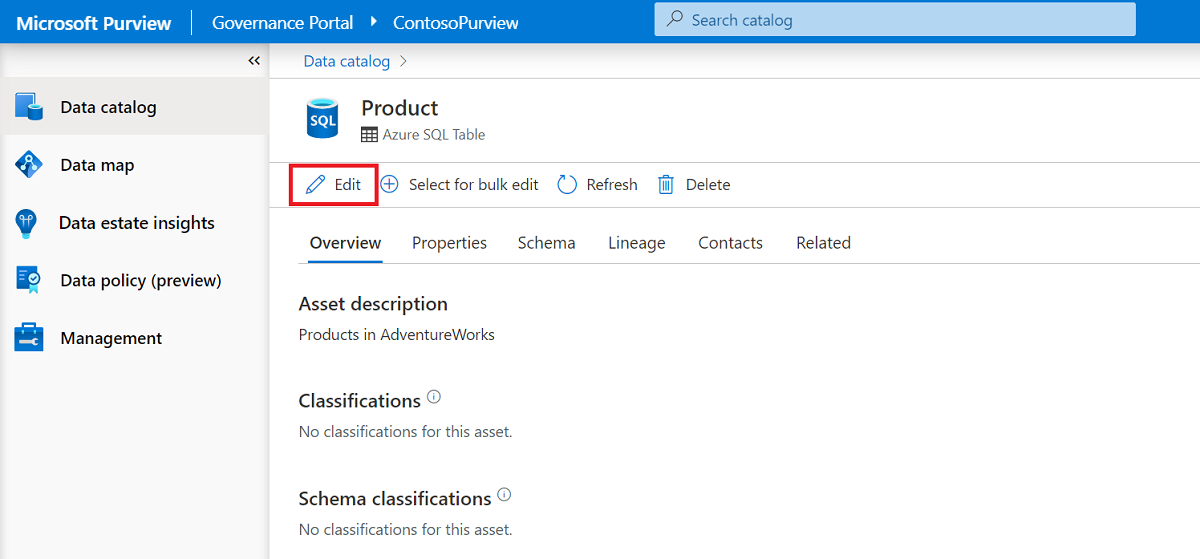 Microsoft Purview Governance Portal ContosoPurview Search catalog
«
Data catalog
Data map
Data estate insights
Data policy (preview)
Management
Data catalog
SQL
Product
Azure SQL Table
Edit Select for bulk edit Refresh Delete
Overview Properties Schema Lineage Contacts Related
Asset description
Products in AdventureWorks
Classifications
No classifications for this asset.
Schema classifications
No classifications for this asset.